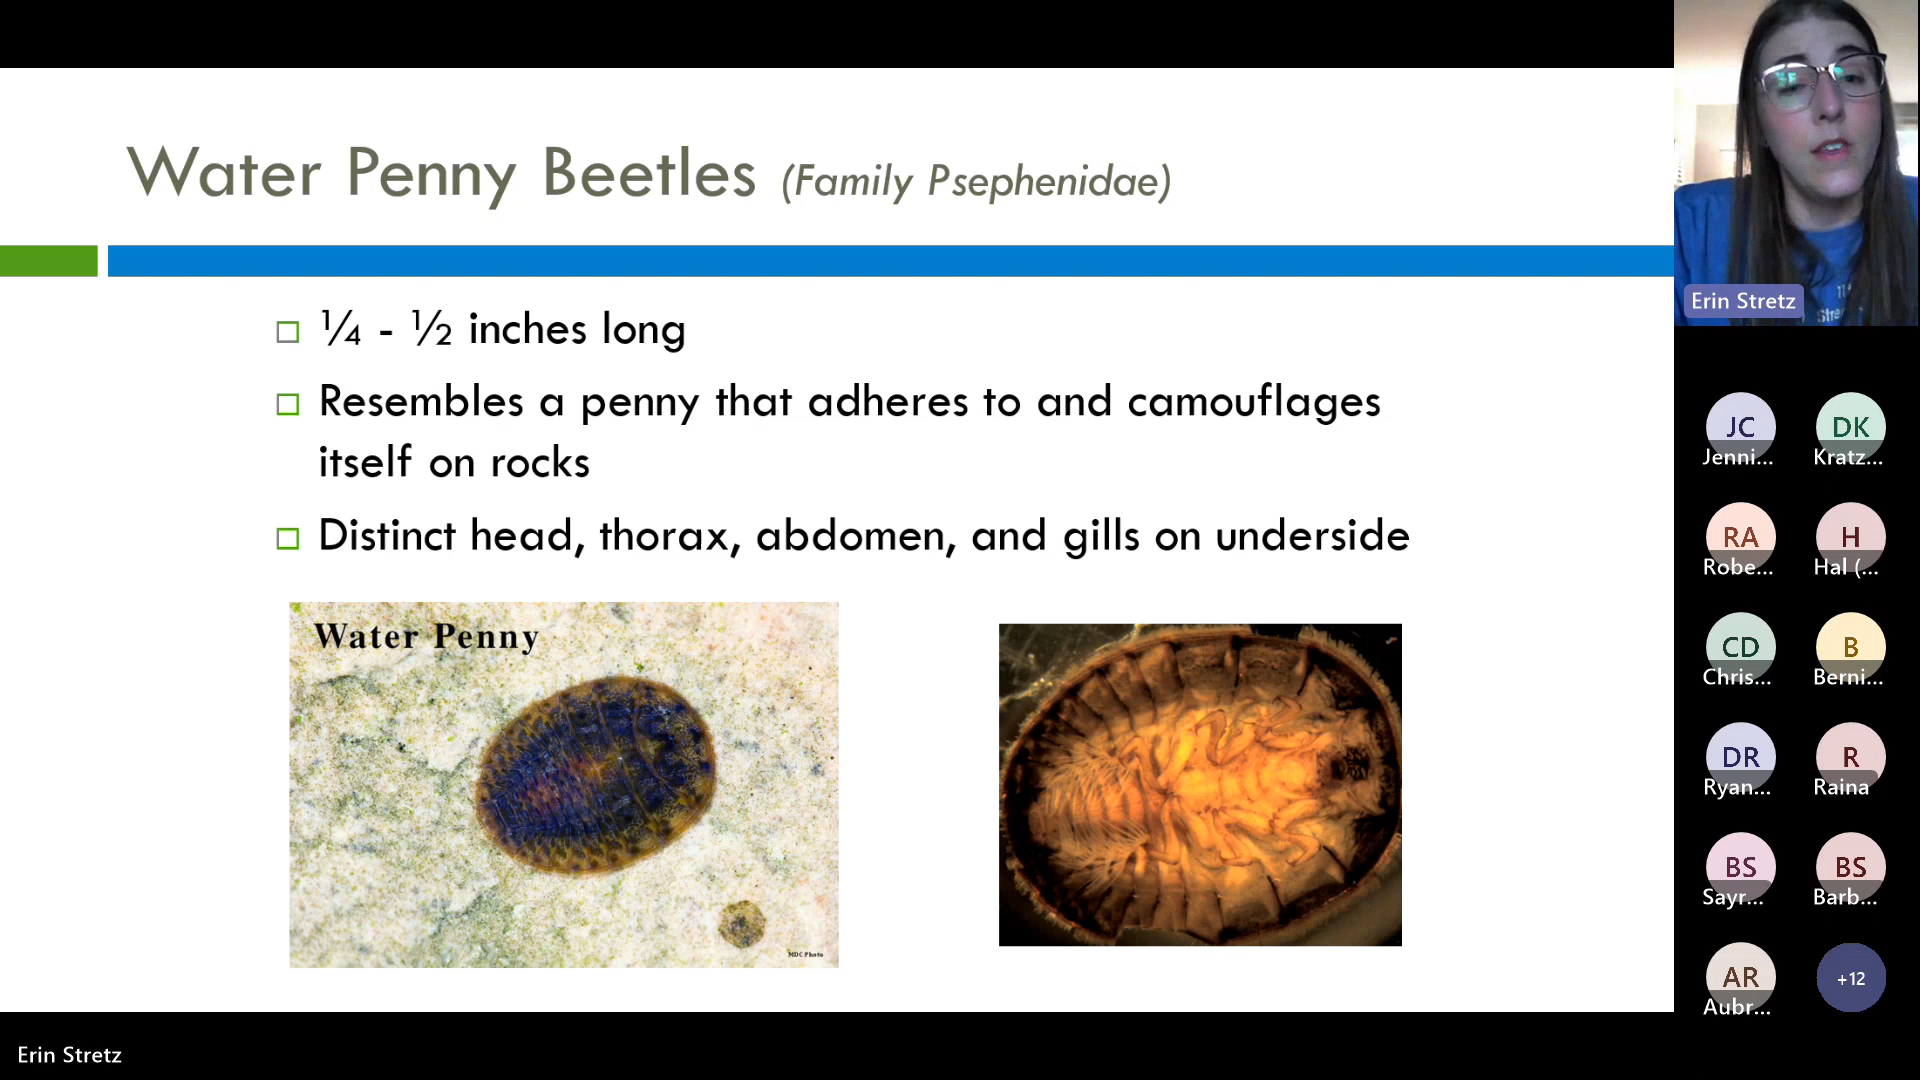 Water Penny Beetles (Family Psephenidae)
¼ - ½ inches long
Resembles a penny that adheres to and camouflages
itself on rocks
Distinct head, thorax, abdomen, and gills on underside
Water Penny
MDC Photo
Erin Stretz
JC
Jenni...
DK
Kratz...
RA
Robe...
H
Hal (...
CD
Chris...
B
Berni...
DR
Ryan...
R
Raina
BS
Sayr...
BS
Barb...
AR
Aubr...
+12
Erin Stretz